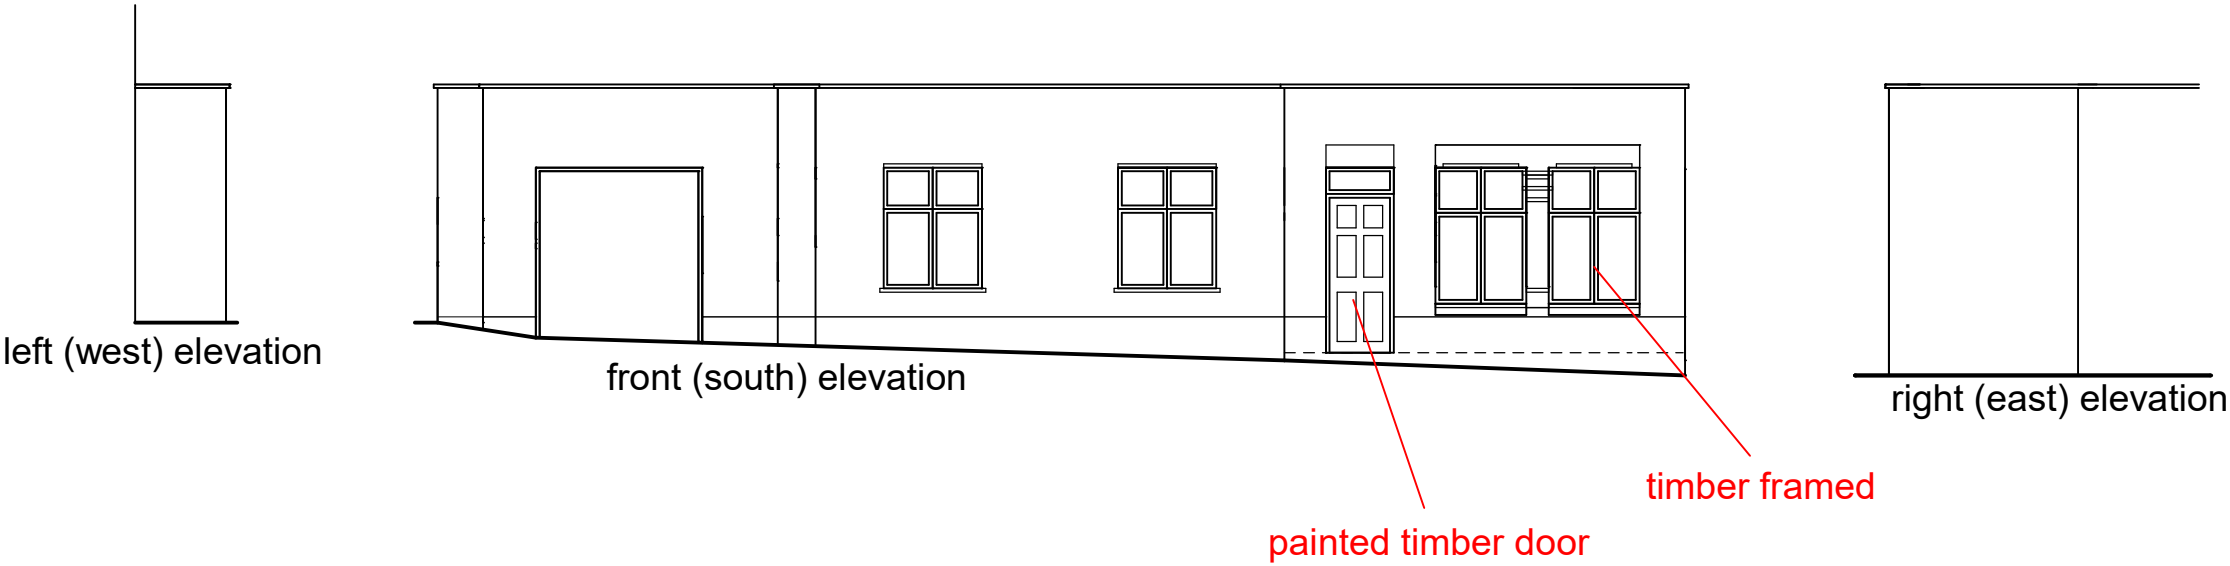 left (west) elevation
front (south) elevation
right (east) elevation
timber framed
painted timber door